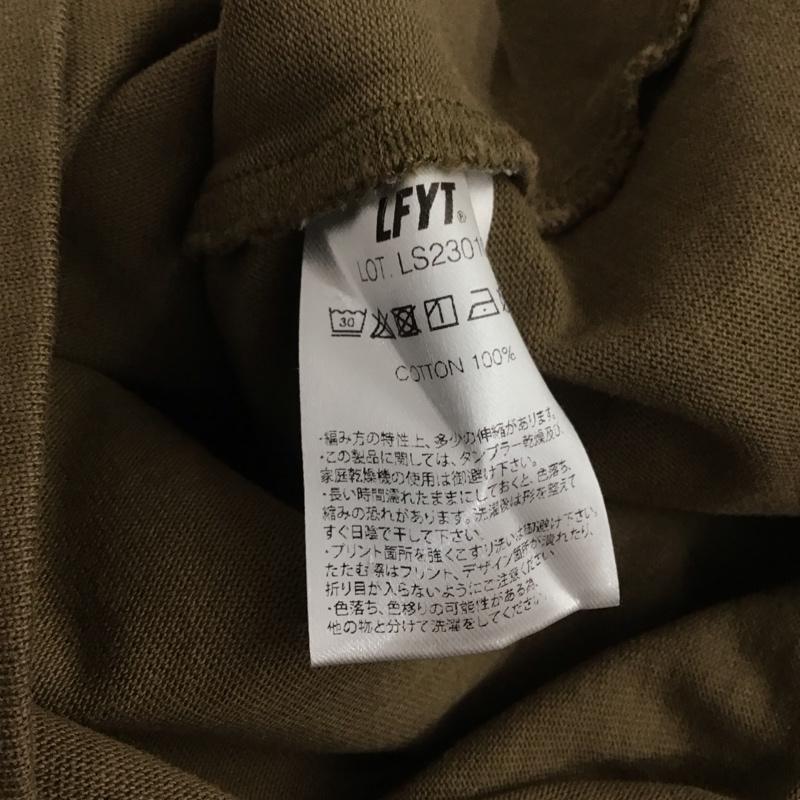 LFYT®
LOT. LS2301
30
COTTON 100%
・編み方の特性上、多少の伸縮があります。
・この製品に関しては、タンブラー乾燥及び、
家庭乾燥機の使用は御避け下さい。
・長い時間濡れたままにしておくと、色落ち、
縮みの恐れがあります。洗濯後は形を整えて
すぐ日陰で干して下さい。
・プリント箇所を強くこすり洗いは御避け下さい。
たたむ際はプリント、デザイン箇所が潰れたり、
折り目が入らないようにご注意ください
・色落ち、色移りの可能性がある為、
他の物と分けて洗濯をしてください。